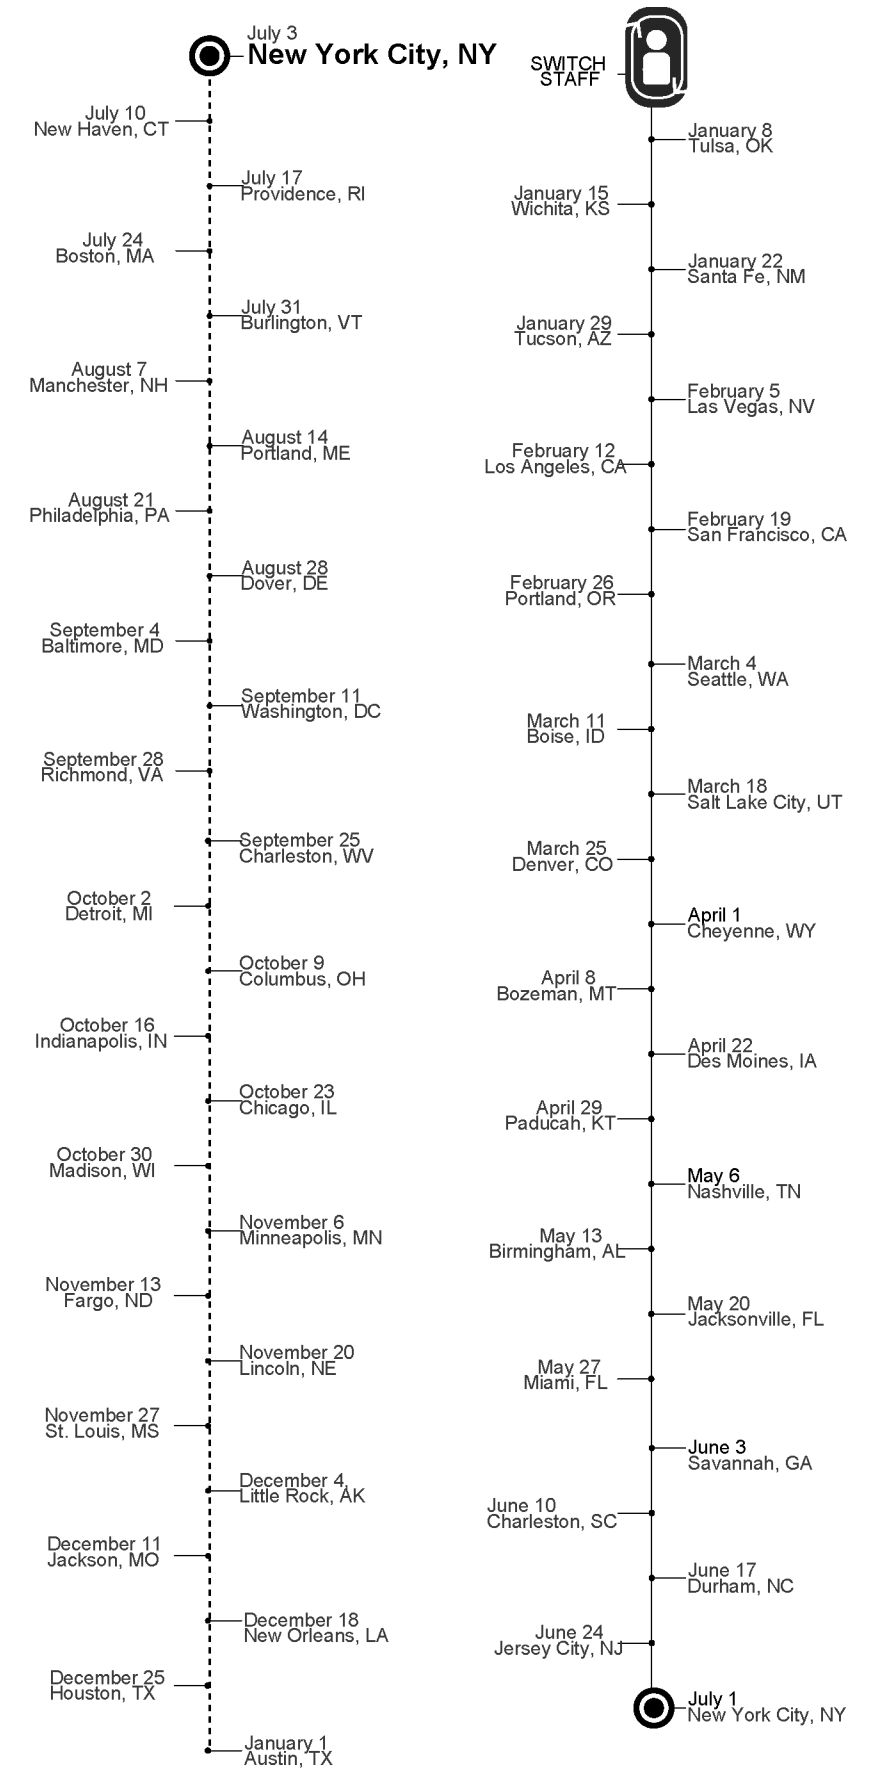 July 3
New York City, NY
July 10
New Haven, CT
July 17
Providence, RI
July 24
Boston, MA
July 31
Burlington, VT
August 7
Manchester, NH
August 14
Portland, ME
August 21
Philadelphia, PA
August 28
Dover, DE
September 4
Baltimore, MD
September 11
Washington, DC
September 28
Richmond, VA
September 25
Charleston, WV
October 2
Detroit, MI
October 9
Columbus, OH
October 16
Indianapolis, IN
October 23
Chicago, IL
October 30
Madison, WI
November 6
Minneapolis, MN
November 13
Fargo, ND
November 20
Lincoln, NE
November 27
St. Louis, MS
December 4,
Little Rock, AK
December 11
Jackson, MO
December 18
New Orleans, LA
December 25
Houston, TX
January 1
Austin, TX
SWITCH
STAFF
January 8
Tulsa, OK
January 15
Wichita, KS
January 22
Santa Fe, NM
January 29
Tucson, AZ
February 5
Las Vegas, NV
February 12
Los Angeles, CA
February 19
San Francisco, CA
February 26
Portland, OR
March 4
Seattle, WA
March 11
Boise, ID
March 18
Salt Lake City, UT
March 25
Denver, CO
April 1
Cheyenne, WY
April 8
Bozeman, MT
April 22
Des Moines, IA
April 29
Paducah, KT
May 6
Nashville, TN
May 13
Birmingham, AL
May 20
Jacksonville, FL
May 27
Miami, FL
June 3
Savannah, GA
June 10
Charleston, SC
June 17
Durham, NC
June 24
Jersey City, NJ
July 1
New York City, NY